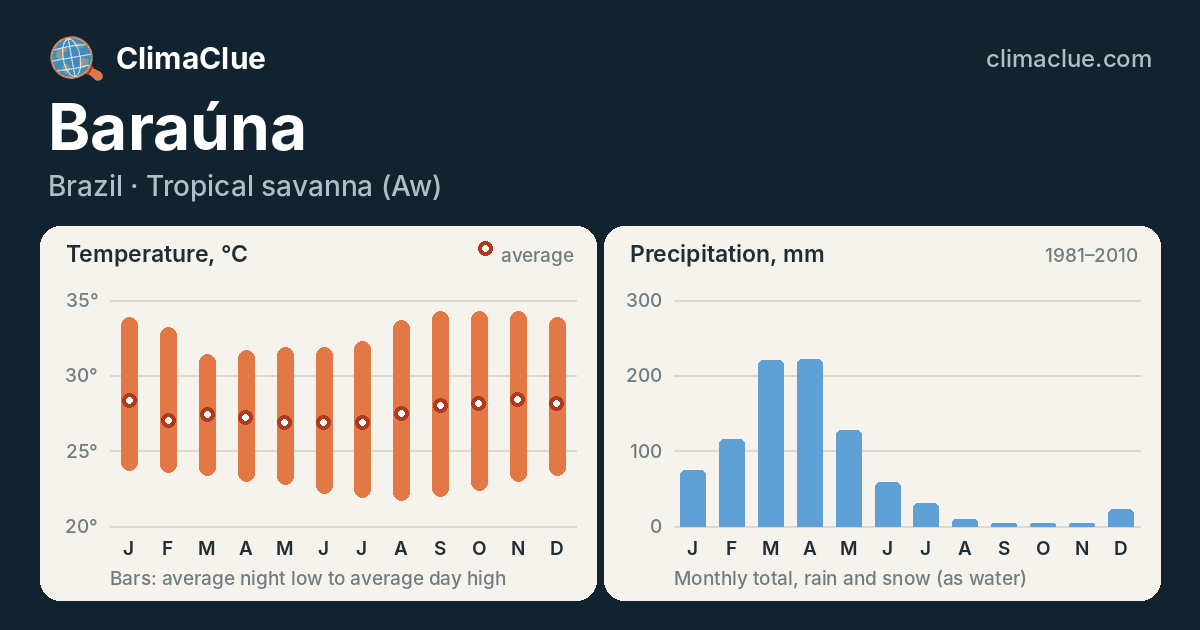 ClimaClue
climaclue.com
Baraúna
Brazil · Tropical savanna (Aw)
Temperature, °C
average
35°
30°
25°
20°
J F M A M J J A S O N D
Bars: average night low to average day high
Precipitation, mm
1981–2010
300
200
100
0
J F M A M J J A S O N D
Monthly total, rain and snow (as water)